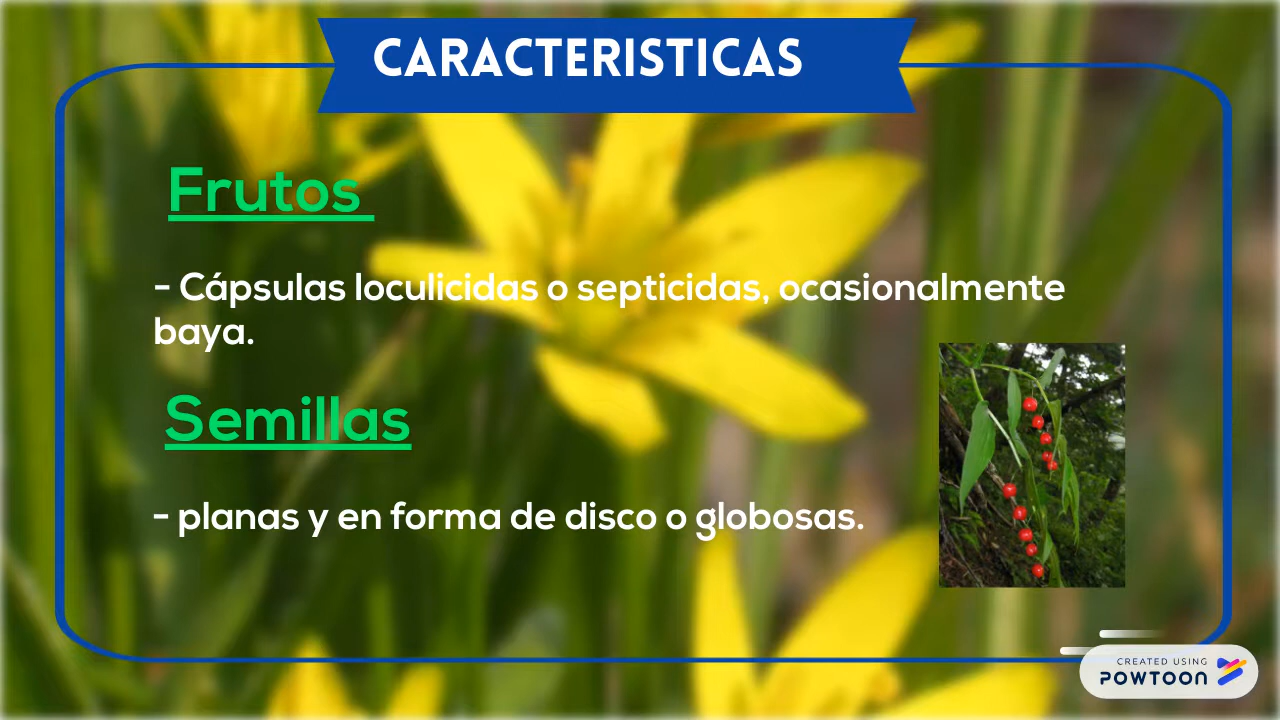 CARACTERISTICAS
Frutos
- Cápsulas loculicidas o septicidas, ocasionalmente
baya.
Semillas
- planas y en forma de disco o globosas.
CREATED USING
POWTOON